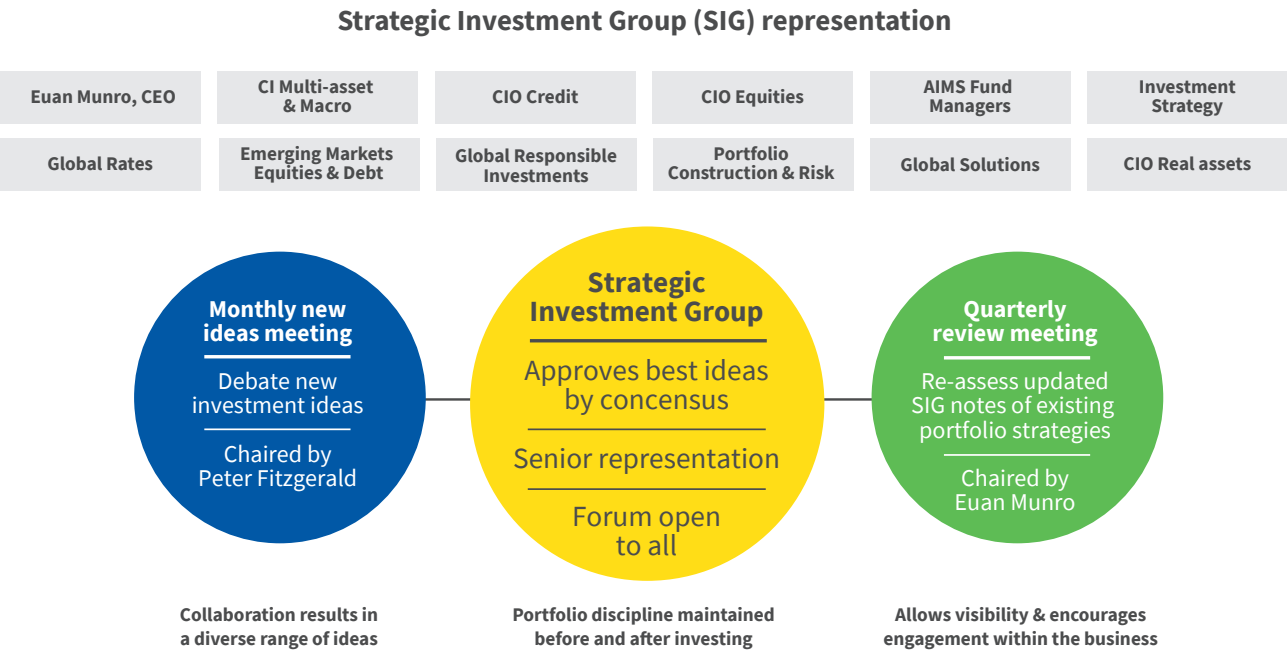 Strategic Investment Group (SIG) representation
Euan Munro, CEO
CI Multi-asset
& Macro
CIO Credit
CIO Equities
AIMS Fund
Managers
Investment
Strategy
Global Rates
Emerging Markets
Equities & Debt
Global Responsible
Investments
Portfolio
Construction & Risk
Global Solutions
CIO Real assets
Monthly new
ideas meeting
Debate new
investment ideas
Chaired by
Peter Fitzgerald
Strategic
Investment Group
Approves best ideas
by concensus
Senior representation
Forum open
to all
Quarterly
review meeting
Re-assess updated
SIG notes of existing
portfolio strategies
Chaired by
Euan Munro
Collaboration results in
a diverse range of ideas
Portfolio discipline maintained
before and after investing
Allows visibility & encourages
engagement within the business